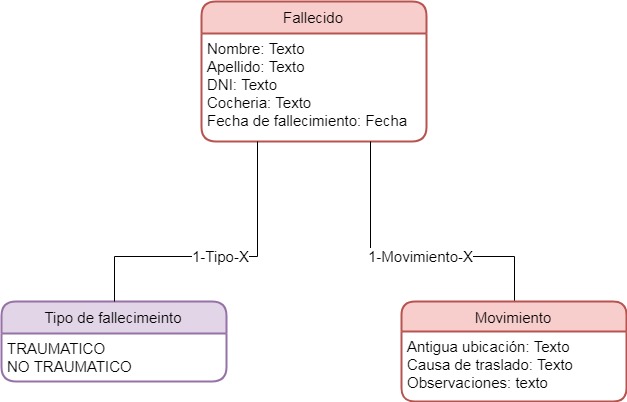 Fallecido
Nombre: Texto
Apellido: Texto
DNI: Texto
Cocheria: Texto
Fecha de fallecimiento: Fecha
1-Tipo-X
1-Movimiento-X
Tipo de fallecimeinto
TRAUMATICO
NO TRAUMATICO
Movimiento
Antigua ubicación: Texto
Causa de traslado: Texto
Observaciones: texto